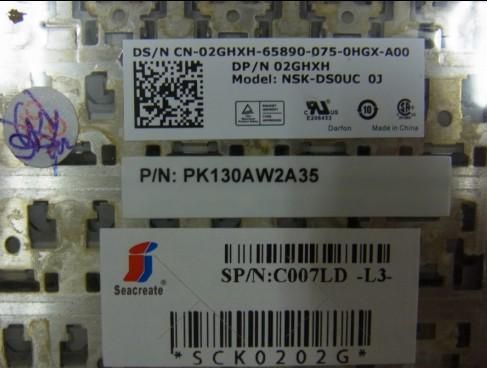 DS/N CN-02GHXH-65890-075-0HGX-A00
DP/N 02GHXH
Model: NSK-DS0UC 0J
E206453
Darfon Made in China
P/N: PK130AW2A35
Seacreate
SP/N:C007LD -L3-
*SCK0202G*